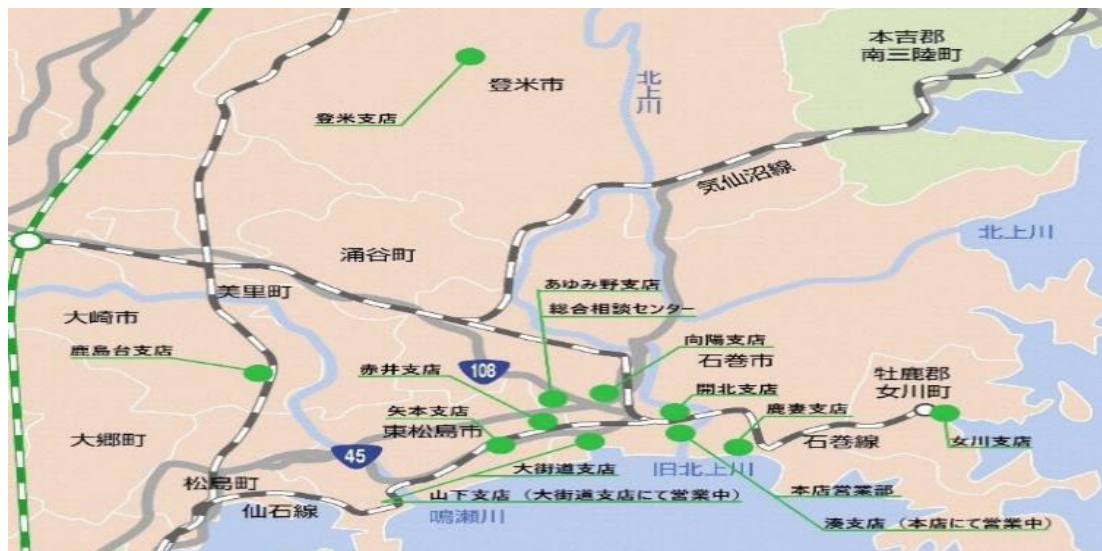 本吉郡
南三陸町
登米市
北上川
登米支店
気仙沼線
北上川
涌谷町
あゆみ野支店
美里町
総合相談センター
大崎市
向陽支店
鹿島台支店
石巻市
赤井支店
108
牡鹿郡
女川町
開北支店
矢本支店
鹿妻支店
東松島市
大郷町
石巻線
女川支店
45
大街道支店
旧北上川
松島町
山下支店（大街道支店にて営業中）
本店営業部
仙石線
鳴瀬川
湊支店（本店にて営業中）